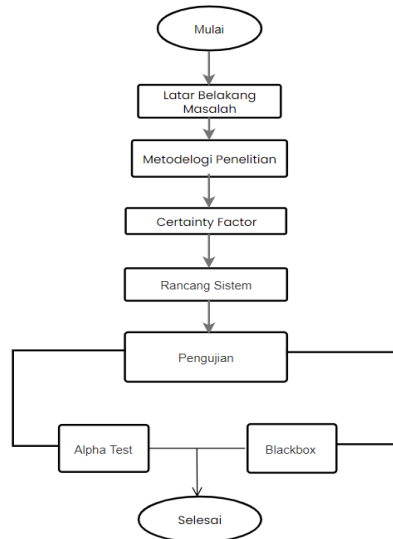 Mulai
Latar Belakang
Masalah
Metodelogi Penelitian
Certainty Factor
Rancang Sistem
Pengujian
Alpha Test
Blackbox
Selesai